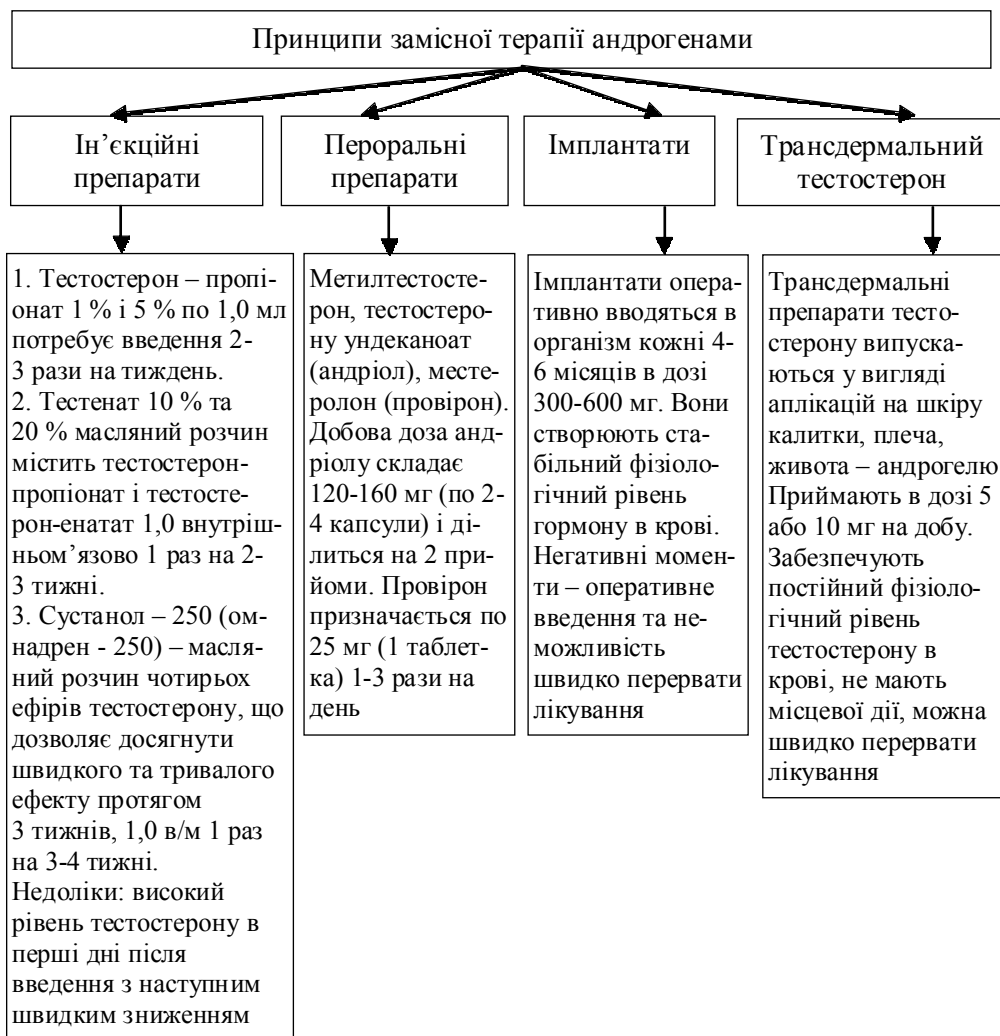 Принципи замісної терапії андрогенами
Ін’єкційні
препарати
Пероральні
препарати
Імплантати
Трансдермальний
тестостерон
1. Тестостерон – пропі-
онат 1 % і 5 % по 1,0 мл
потребує введення 2-
3 рази на тиждень.
2. Тестенат 10 % та
20 % масляний розчин
містить тестостерон-
пропіонат і тестосте-
рон-енатат 1,0 внутріш-
ньом’язово 1 раз на 2-
3 тижні.
3. Сустанол – 250 (ом-
надрен - 250) – масля-
ний розчин чотирьох
ефірів тестостерону, що
дозволяє досягнути
швидкого та тривалого
ефекту протягом
3 тижнів, 1,0 в/м 1 раз
на 3-4 тижні.
Недоліки: високий
рівень тестостерону в
перші дні після
введення з наступним
швидким зниженням
Метилтестосте-
рон, тестостерону
ундеканоат
(андріол), месте-
ролон (провірон).
Добова доза анд-
ріолу складає
120-160 мг (по 2-
4 капсули) і ді-
литься на 2 при-
йоми. Провірон
призначається по
25 мг (1 таблет-
ка) 1-3 рази на
день
Імплантати опера-
тивно вводяться в
організм кожні 4-
6 місяців в дозі
300-600 мг. Вони
створюють ста-
більний фізіоло-
гічний рівень
гормону в крові.
Негативні момен-
ти – оперативне
введення та не-
можливість
швидко перервати
лікування
Трансдермальні
препарати тесто-
стерону випуска-
ються у вигляді
аплікацій на шкіру
калитки, плеча,
живота – андрогелю
Приймають в дозі 5
або 10 мг на добу.
Забезпечують
постійний фізіоло-
гічний рівень
тестостерону в
крові, не мають
місцевої дії, можна
швидко перервати
лікування